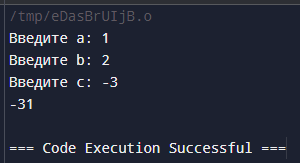 /tmp/eDasBrUIjB.o
Введите a: 1
Введите b: 2
Введите c: -3
-31
=== Code Execution Successful ===